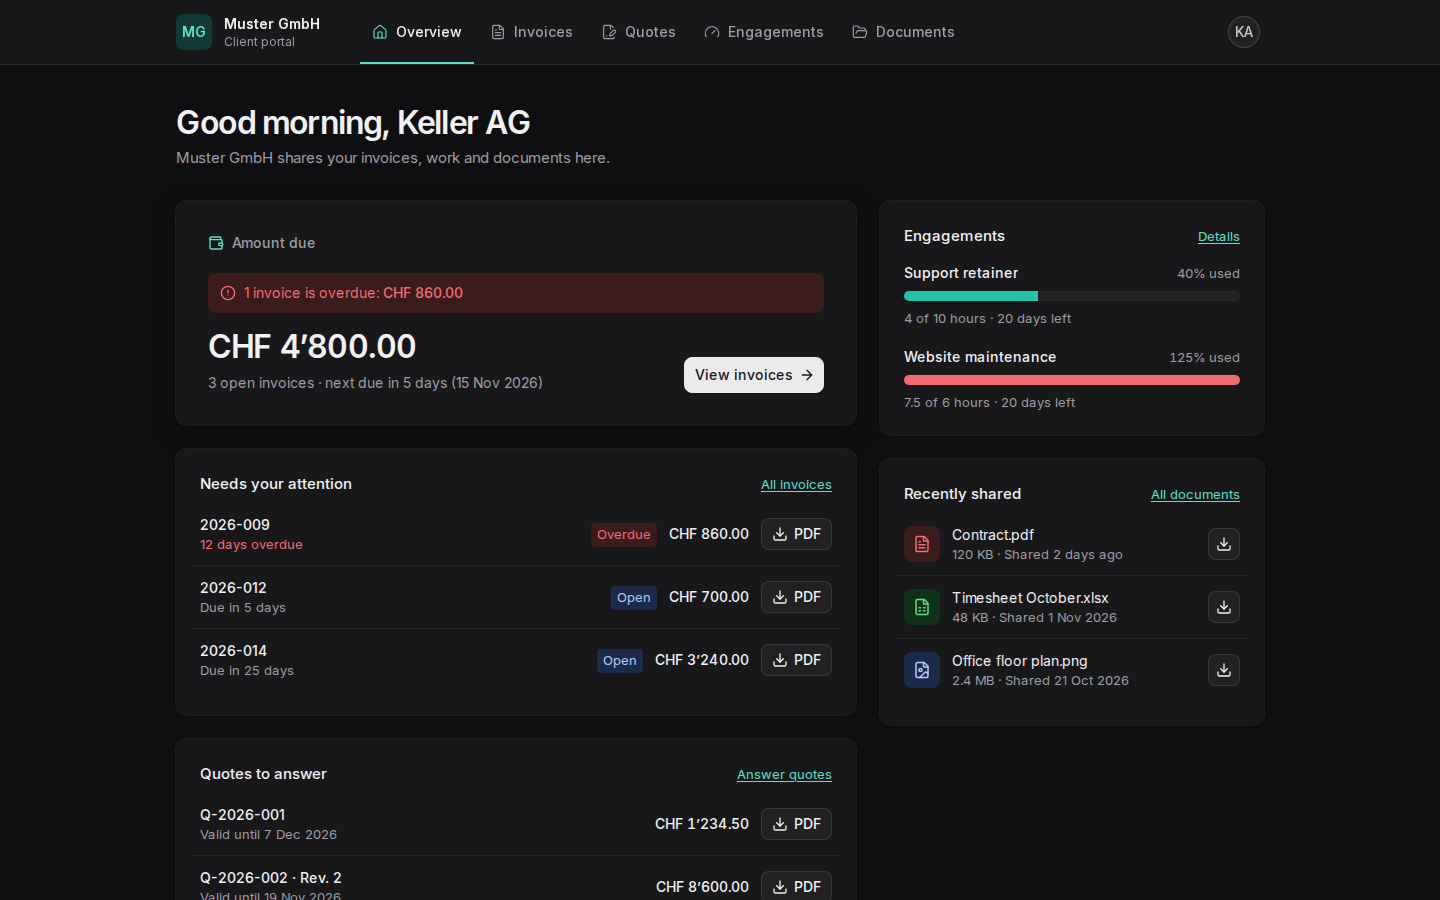 MG
Muster GmbH
Client portal
Overview
Invoices
Quotes
Engagements
Documents
KA
Good morning, Keller AG
Muster GmbH shares your invoices, work and documents here.
Amount due
1 invoice is overdue: CHF 860.00
CHF 4’800.00
3 open invoices · next due in 5 days (15 Nov 2026)
View invoices
Needs your attention
All invoices
2026-009
12 days overdue
Overdue
CHF 860.00
PDF
2026-012
Due in 5 days
Open
CHF 700.00
PDF
2026-014
Due in 25 days
Open
CHF 3’240.00
PDF
Quotes to answer
Answer quotes
Q-2026-001
Valid until 7 Dec 2026
CHF 1’234.50
PDF
Q-2026-002 · Rev. 2
Valid until 19 Nov 2026
CHF 8’600.00
PDF
Engagements
Details
Support retainer
40% used
4 of 10 hours · 20 days left
Website maintenance
125% used
7.5 of 6 hours · 20 days left
Recently shared
All documents
Contract.pdf
120 KB · Shared 2 days ago
Timesheet October.xlsx
48 KB · Shared 1 Nov 2026
Office floor plan.png
2.4 MB · Shared 21 Oct 2026